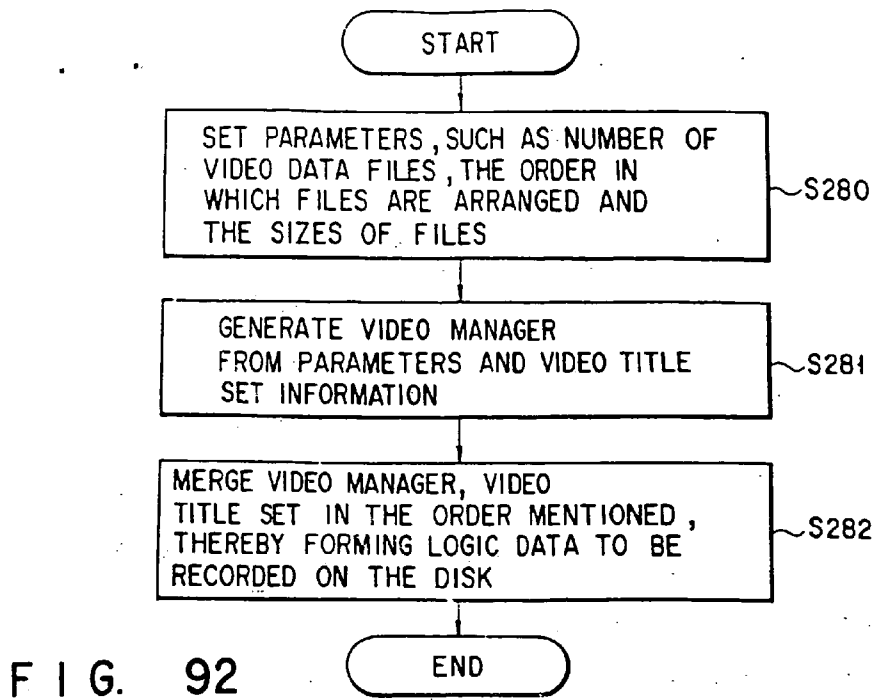 START
SET PARAMETERS, SUCH AS NUMBER OF
VIDEO DATA FILES, THE ORDER IN
WHICH FILES ARE ARRANGED AND
THE SIZES OF FILES
S280
GENERATE VIDEO MANAGER
FROM PARAMETERS AND VIDEO TITLE
SET INFORMATION
S281
MERGE VIDEO MANAGER, VIDEO
TITLE SET IN THE ORDER MENTIONED,
THEREBY FORMING LOGIC DATA TO BE
RECORDED ON THE DISK
S282
END
FIG. 92